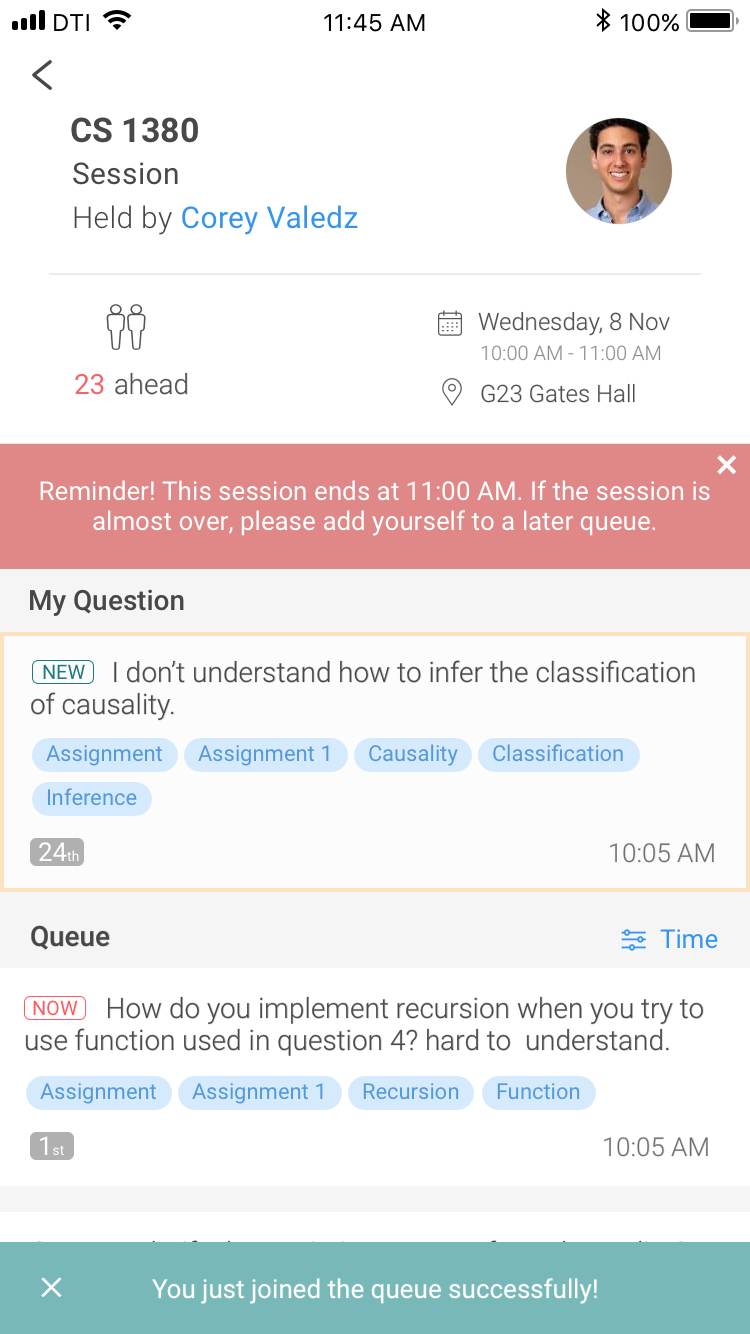 DTI 11:45 AM 100%
CS 1380
Session
Held by Corey Valedz
23 ahead
Wednesday, 8 Nov
10:00 AM - 11:00 AM
G23 Gates Hall
Reminder! This session ends at 11:00 AM. If the session is
almost over, please add yourself to a later queue.
My Question
NEW I don’t understand how to infer the classification
of causality.
Assignment Assignment 1 Causality Classification
Inference
24th 10:05 AM
Queue Time
NOW How do you implement recursion when you try to
use function used in question 4? hard to understand.
Assignment Assignment 1 Recursion Function
1st 10:05 AM
You just joined the queue successfully!